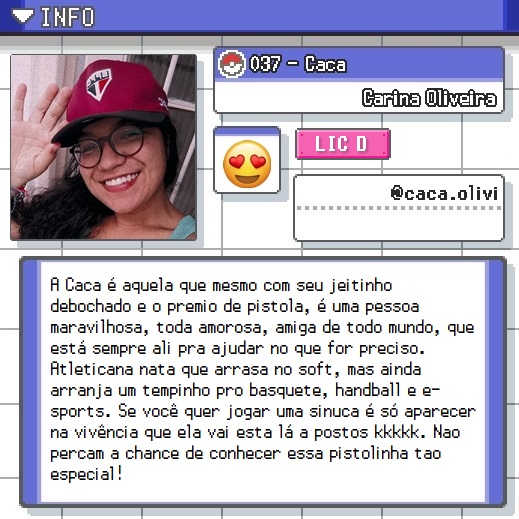 INFO
037 - Caca
Carina Oliveira
LIC D
@caca.olivi
A Caca é aquela que mesmo com seu jeitinho
debochado e o premio de pistola, é uma pessoa
maravilhosa, toda amorosa, amiga de todo mundo, que
está sempre ali pra ajudar no que for preciso.
Atleticana nata que arrasa no soft, mas ainda
arranja um tempinho pro basquete, handball e e-
sports. Se você quer jogar uma sinuca é só aparecer
na vivência que ela vai esta lá a postos kkkkk. Nao
percam a chance de conhecer essa pistolinha tao
especial!